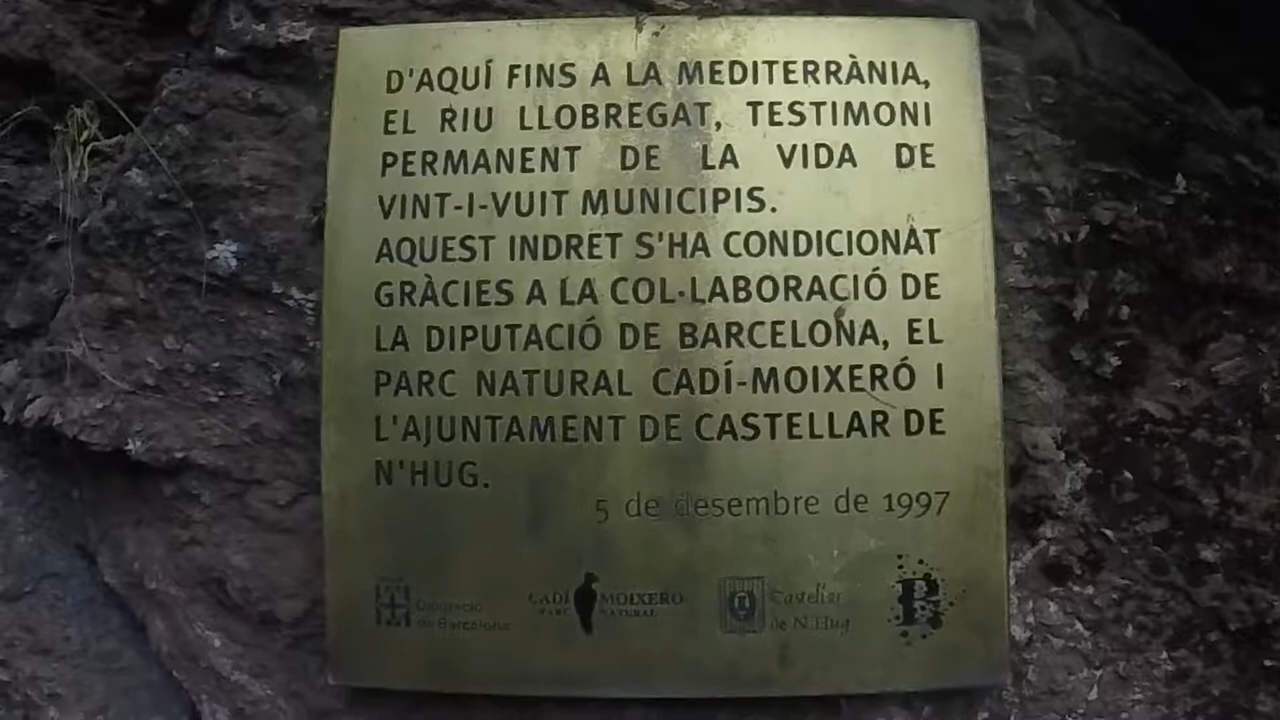 D'AQUÍ FINS A LA MEDITERRÀNIA,
EL RIU LLOBREGAT, TESTIMONI
PERMANENT DE LA VIDA DE
VINT-I-VUIT MUNICIPIS.
AQUEST INDRET S'HA CONDICIONAT
GRÀCIES A LA COL·LABORACIÓ DE
LA DIPUTACIÓ DE BARCELONA, EL
PARC NATURAL CADÍ-MOIXERÓ I
L'AJUNTAMENT DE CASTELLAR DE
N'HUG.
5 de desembre de 1997
Diputació
de Barcelona
CADÍ MOIXERO
PARC NATURAL
Castellar
de N'Hug